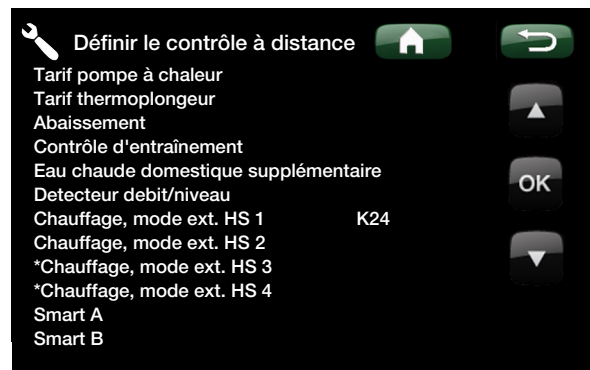 Définir le contrôle à distance
Tarif pompe à chaleur
Tarif thermoplongeur
Abaissement
Contrôle d'entraînement
Eau chaude domestique supplémentaire
Detecteur debit/niveau
Chauffage, mode ext. HS 1 K24
Chauffage, mode ext. HS 2
*Chauffage, mode ext. HS 3
*Chauffage, mode ext. HS 4
Smart A
Smart B
OK